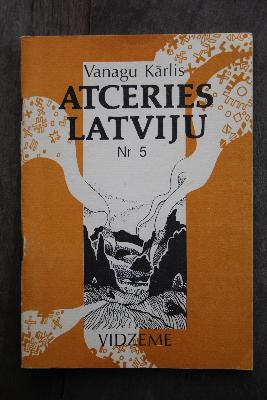 Vanagu Kārlis
ATCERIES
LATVIJU
Nr 5
VIDZEME